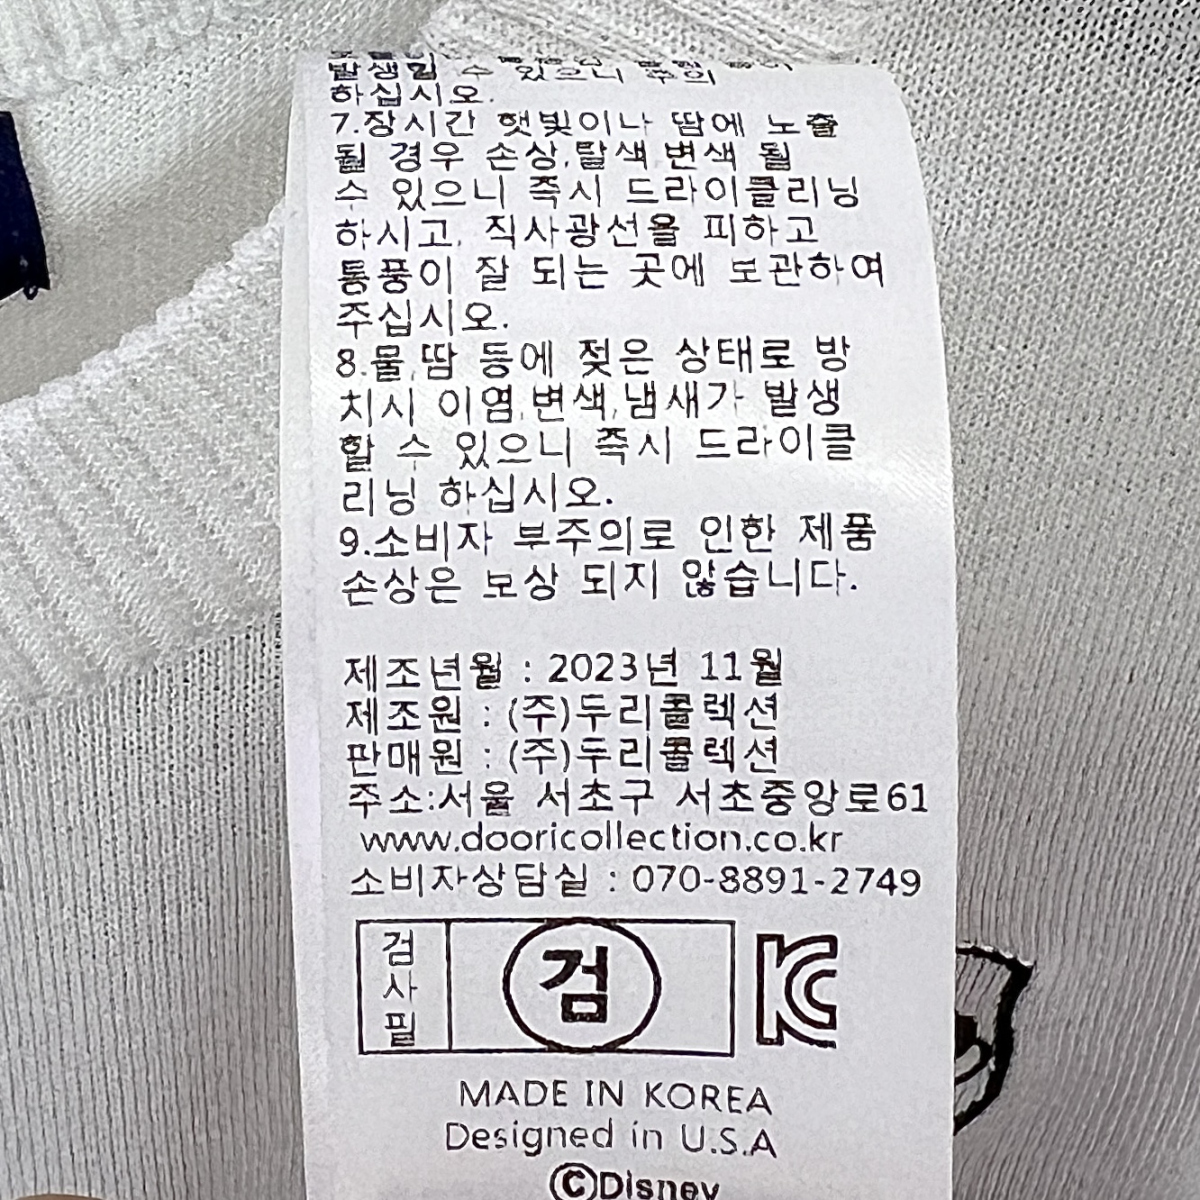 발생할 수 있으니 주의
하십시오.
7.장시간 햇빛이나 땀에 노출
될 경우 손상,탈색,변색 될
수 있으니 즉시 드라이클리닝
하시고, 직사광선을 피하고
통풍이 잘 되는 곳에 보관하여
주십시오.
8.물,땀 등에 젖은 상태로 방
치시 이염,변색,냄새가 발생
할 수 있으니 즉시 드라이클
리닝 하십시오.
9.소비자 부주의로 인한 제품
손상은 보상 되지 않습니다.
제조년월 : 2023년 11월
제조원 : (주)두리콜렉션
판매원 : (주)두리콜렉션
주소:서울 서초구 서초중앙로61
www.dooricollection.co.kr
소비자상담실 : 070-8891-2749
검사필
검
KC
MADE IN KOREA
Designed in U.S.A
©Disney